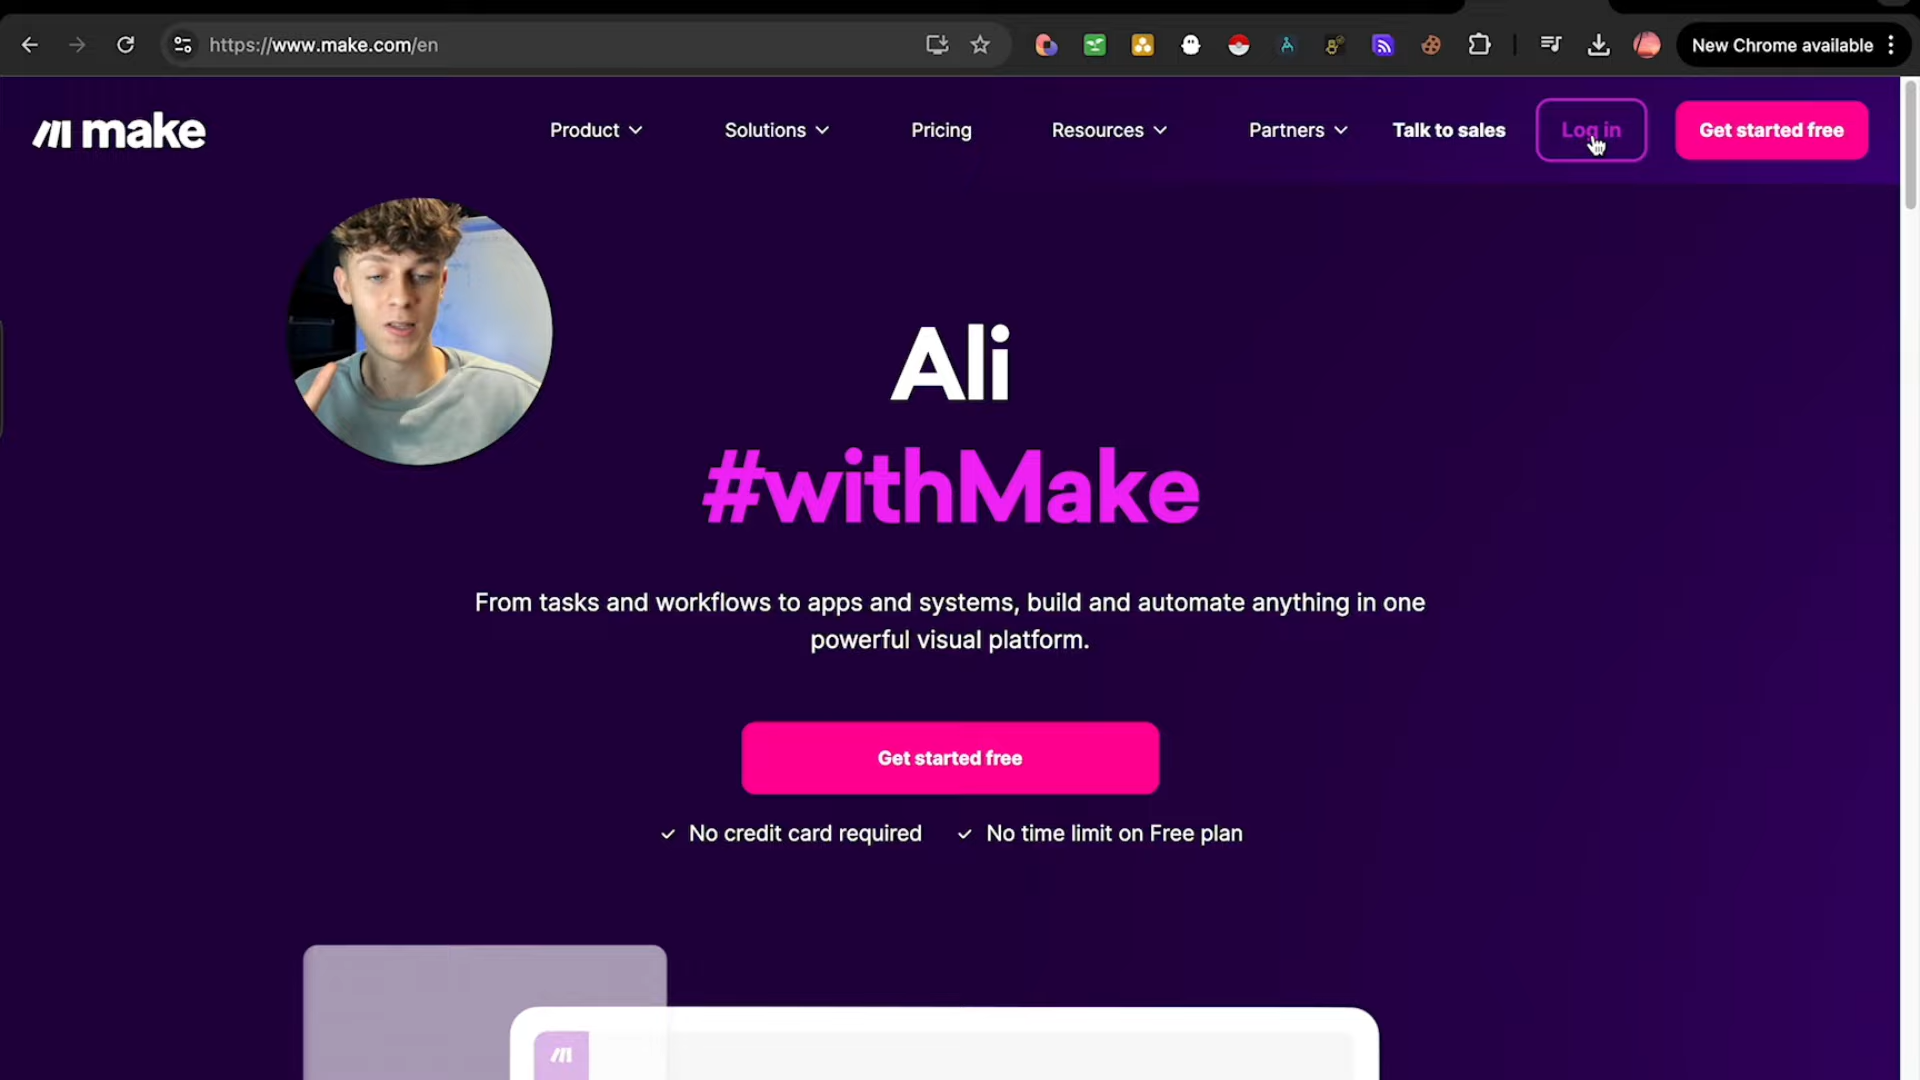 https://www.make.com/en
New Chrome available
make
Product
Solutions
Pricing
Resources
Partners
Talk to sales
Log in
Get started free
Ali
#withMake
From tasks and workflows to apps and systems, build and automate anything in one
powerful visual platform.
Get started free
No credit card required
No time limit on Free plan